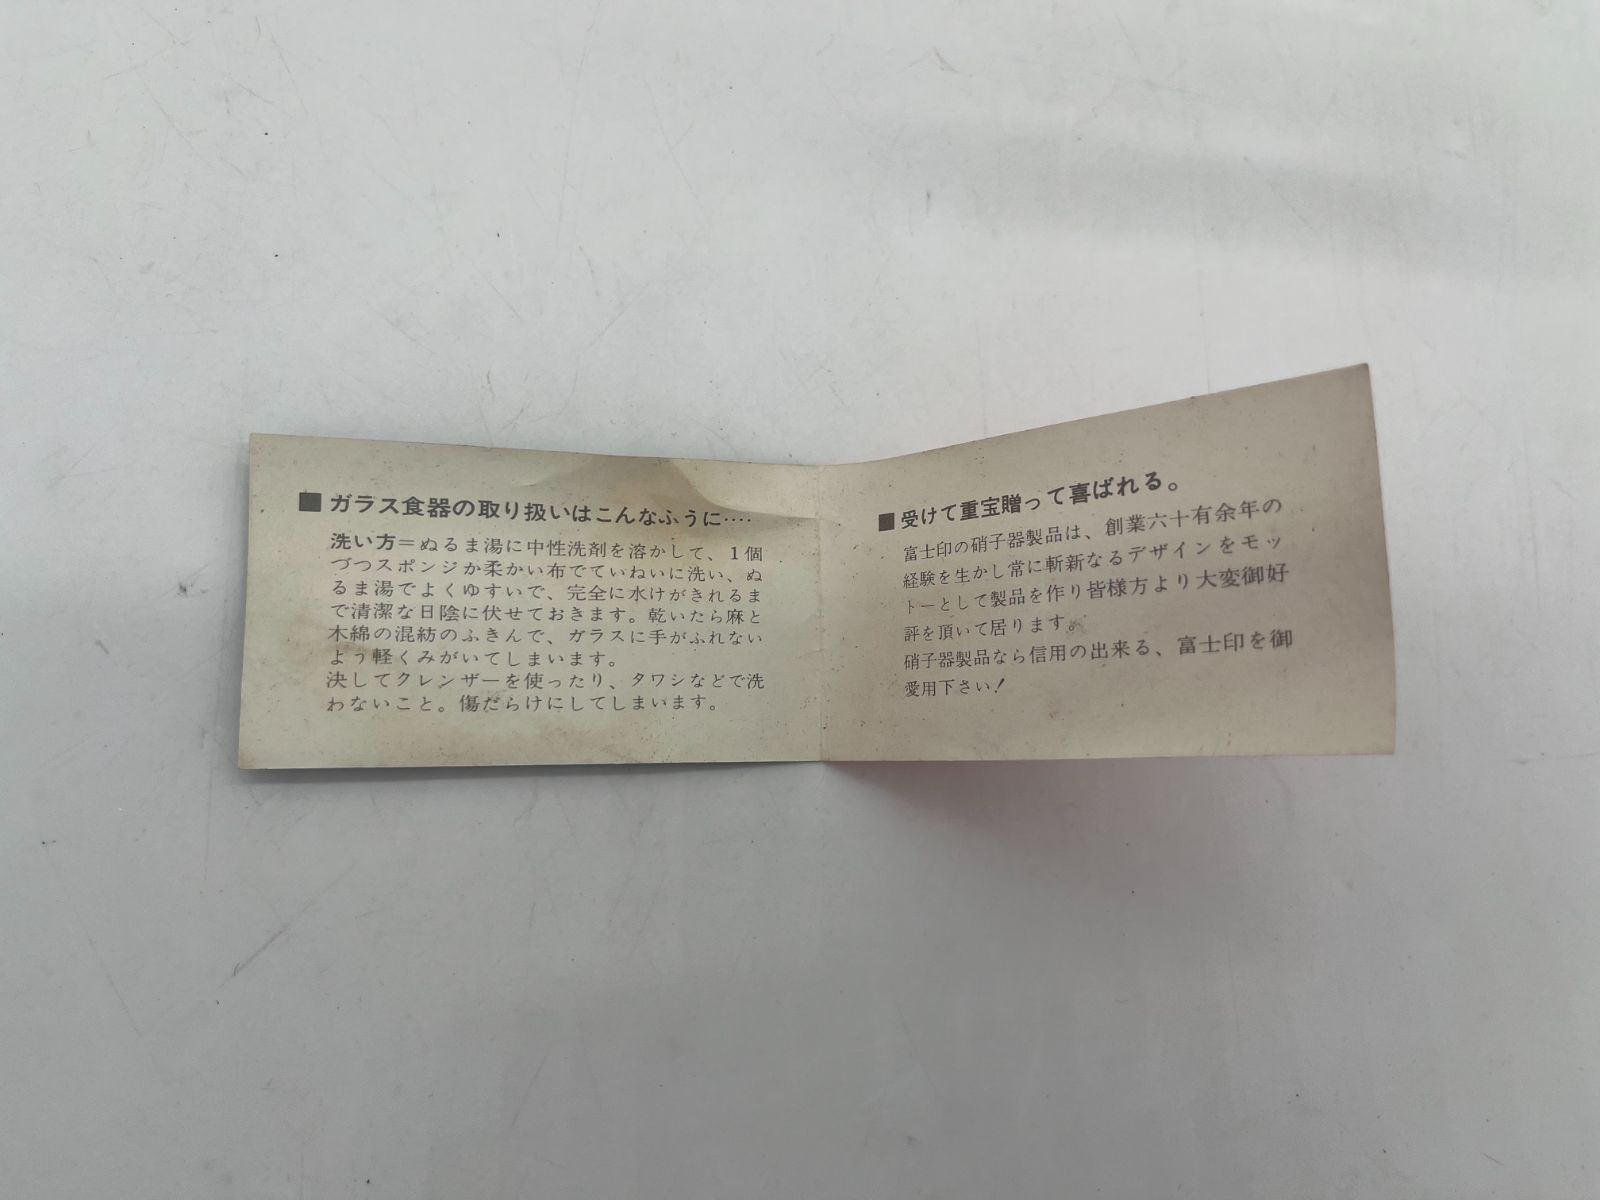 ■ガラス食器の取り扱いはこんなふうに‥‥
洗い方＝ぬるま湯に中性洗剤を溶かして、1個
づつスポンジか柔かい布でていねいに洗い、ぬ
るま湯でよくゆすいで、完全に水けがきれるま
で清潔な日陰に伏せておきます。乾いたら麻と
木綿の混紡のふきんで、ガラスに手がふれない
よう軽くみがいてしまいます。
決してクレンザーを使ったり、タワシなどで洗
わないこと。傷だらけにしてしまいます。
■受けて重宝贈って喜ばれる。
富士印の硝子器製品は、創業六十有余年の
経験を生かし常に斬新なるデザインをモッ
トーとして製品を作り皆様方より大変御好
評を頂いて居ります。
硝子器製品なら信用の出来る、富士印を御
愛用下さい！